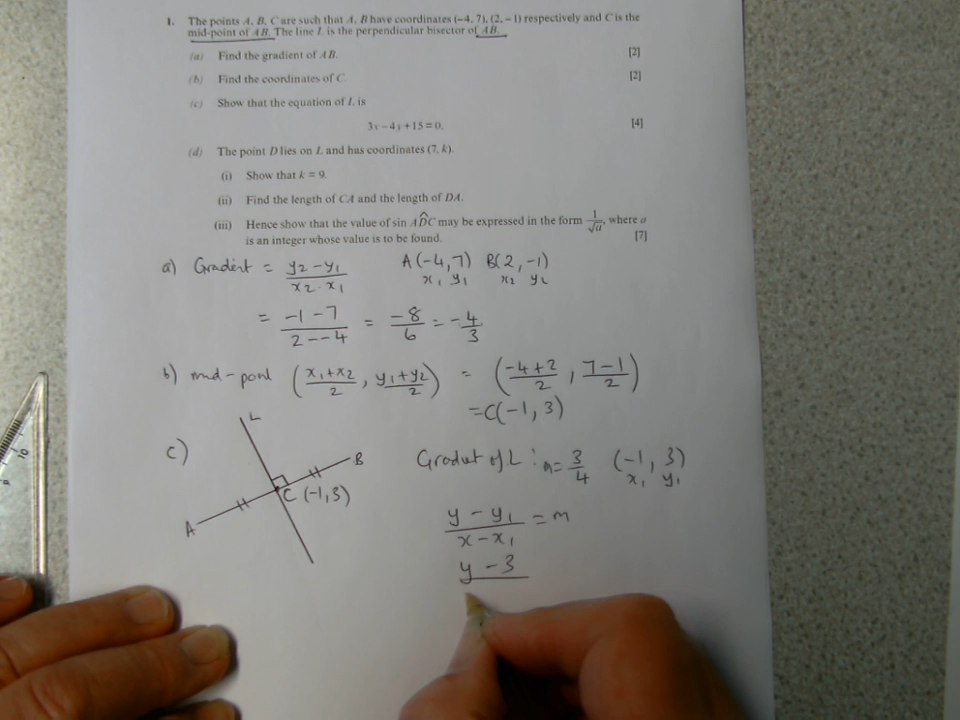 1. The points A, B, C are such that A, B have coordinates (−4, 7), (2, −1) respectively and C is the
mid-point of AB. The line L is the perpendicular bisector of AB.
(a) Find the gradient of AB. [2]
(b) Find the coordinates of C. [2]
(c) Show that the equation of L is
3x − 4y + 15 = 0. [4]
(d) The point D lies on L and has coordinates (7, k).
(i) Show that k = 9.
(ii) Find the length of CA and the length of DA.
(iii) Hence show that the value of sin AD̂C may be expressed in the form 1/√a, where a
is an integer whose value is to be found. [7]
a) Gradient = (y2 − y1)/(x2 - x1) A(−4, 7) B(2, −1)
x1 y1 x2 y2
= (−1 − 7)/(2 − −4) = −8/6 = −4/3
b) mid-point ((x1 + x2)/2, (y1 + y2)/2) = ((−4 + 2)/2, (7 − 1)/2)
= C(−1, 3)
c) L
B
C (−1, 3)
A
Gradient of L : m = 3/4 (−1, 3)
x1 y1
(y − y1)/(x − x1) = m
y − 3
10
9